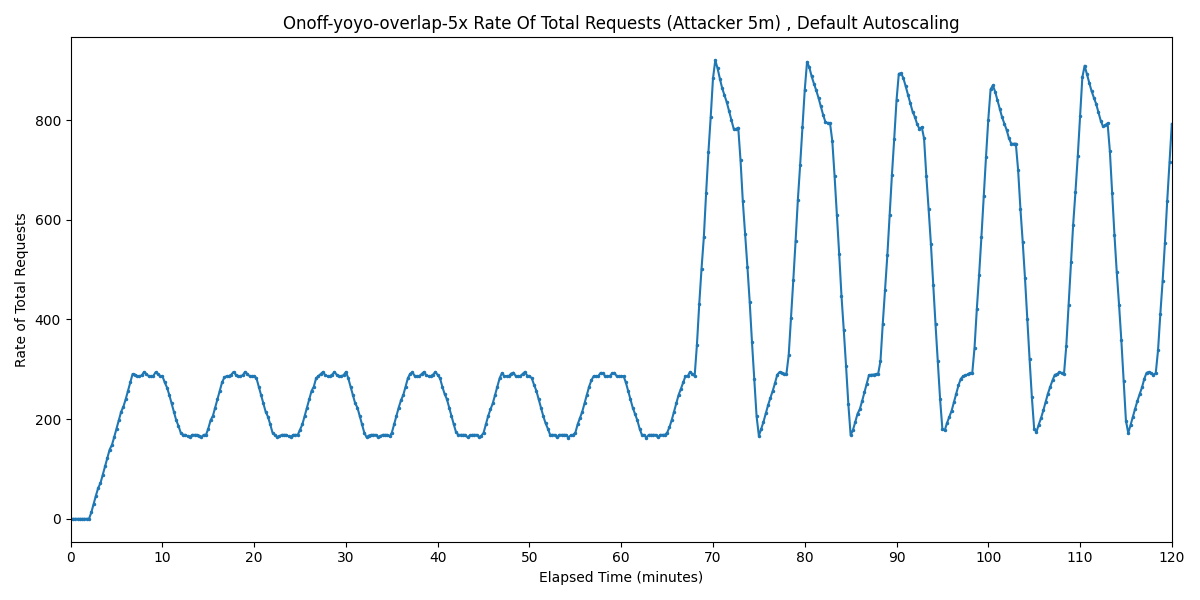 Onoff-yoyo-overlap-5x Rate Of Total Requests (Attacker 5m) , Default Autoscaling
Rate of Total Requests
800
600
400
200
0
0 10 20 30 40 50 60 70 80 90 100 110 120
Elapsed Time (minutes)